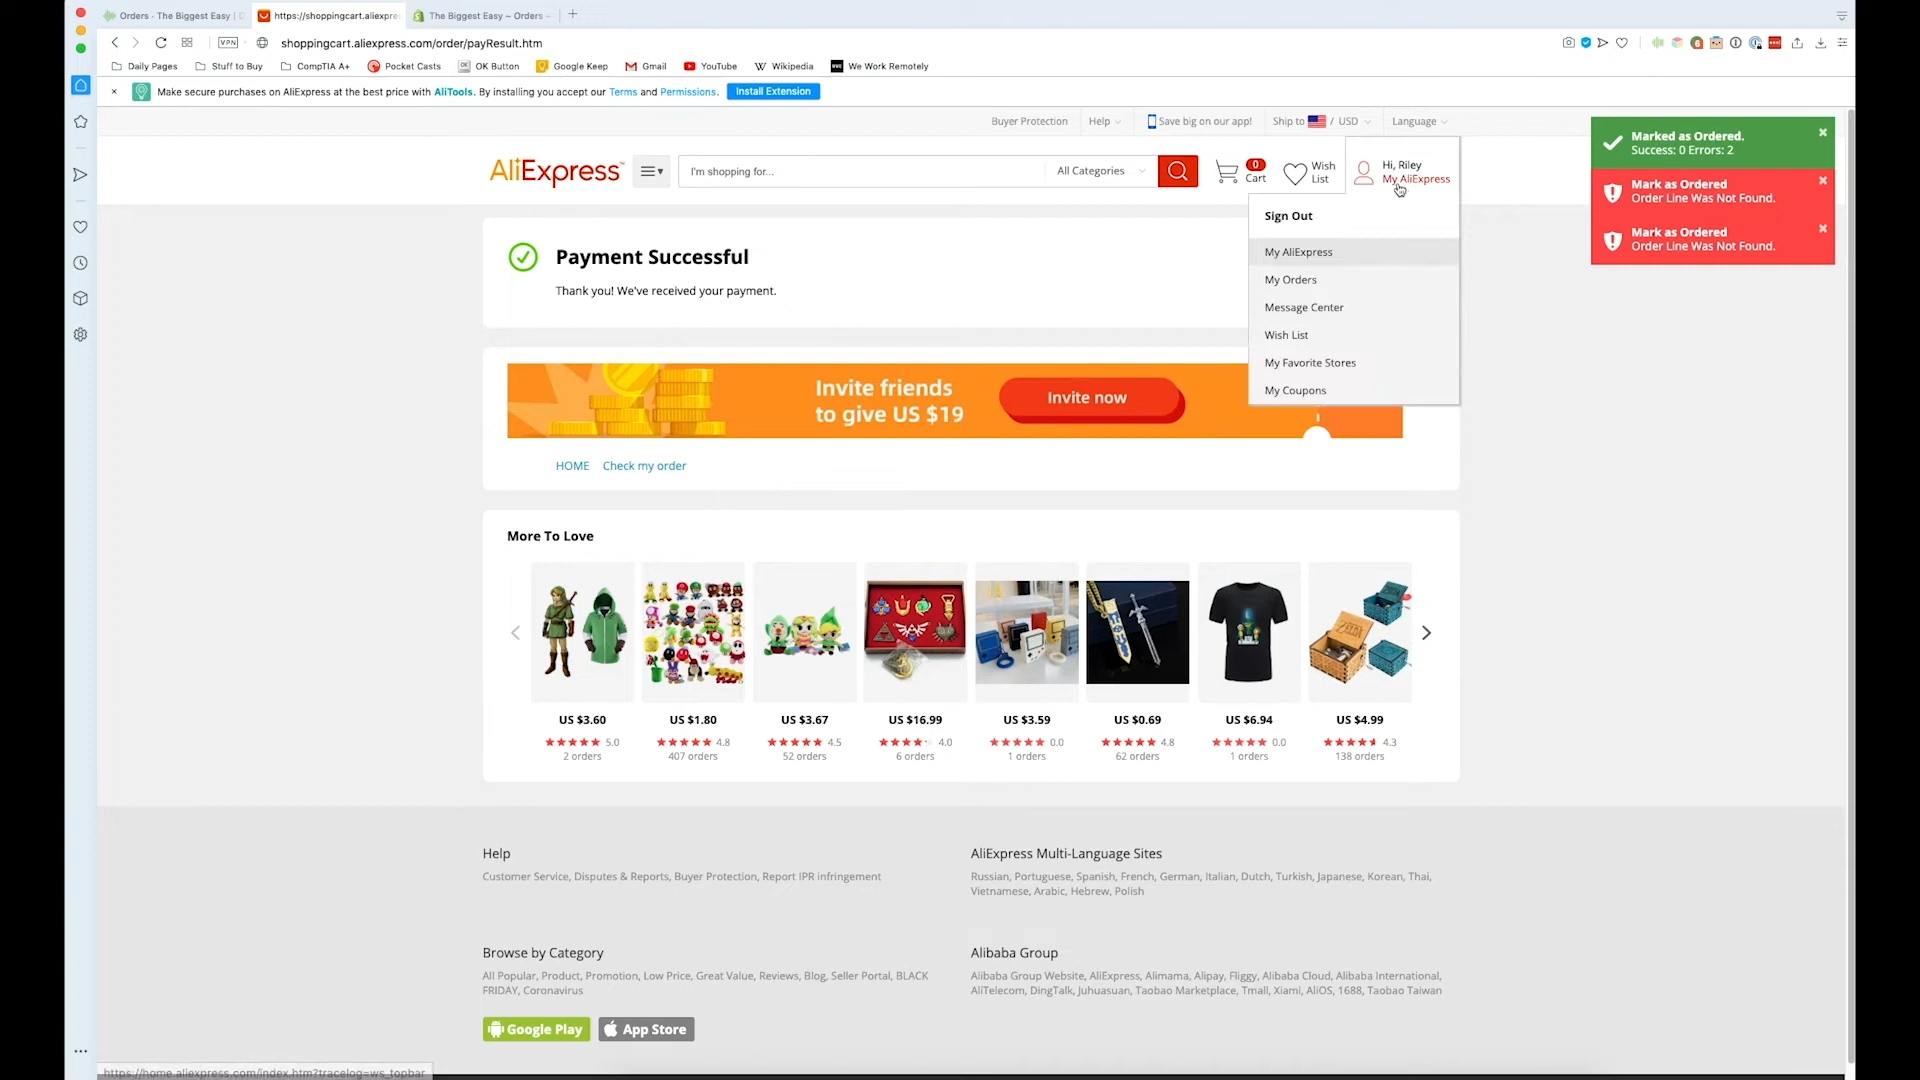 Orders - The Biggest Easy | D
https://shoppingcart.aliexpres
The Biggest Easy ~ Orders ~
VPN
shoppingcart.aliexpress.com/order/payResult.htm
Daily Pages
Stuff to Buy
CompTIA A+
Pocket Casts
OK Button
Google Keep
Gmail
YouTube
Wikipedia
We Work Remotely
Make secure purchases on AliExpress at the best price with AliTools. By installing you accept our Terms and Permissions.
Install Extension
Buyer Protection
Help
Save big on our app!
Ship to / USD
Language
AliExpress
I'm shopping for...
All Categories
0
Cart
Wish
List
Hi, Riley
My AliExpress
Marked as Ordered.
Success: 0 Errors: 2
Mark as Ordered
Order Line Was Not Found.
Mark as Ordered
Order Line Was Not Found.
Sign Out
My AliExpress
My Orders
Message Center
Wish List
My Favorite Stores
My Coupons
Payment Successful
Thank you! We've received your payment.
Invite friends
to give US $19
Invite now
HOME
Check my order
More To Love
US $3.60
US $1.80
US $3.67
US $16.99
US $3.59
US $0.69
US $6.94
US $4.99
5.0
4.8
4.5
4.0
0.0
4.8
0.0
4.3
2 orders
407 orders
52 orders
6 orders
1 orders
62 orders
1 orders
138 orders
Help
Customer Service, Disputes & Reports, Buyer Protection, Report IPR infringement
AliExpress Multi-Language Sites
Russian, Portuguese, Spanish, French, German, Italian, Dutch, Turkish, Japanese, Korean, Thai,
Vietnamese, Arabic, Hebrew, Polish
Browse by Category
All Popular, Product, Promotion, Low Price, Great Value, Reviews, Blog, Seller Portal, BLACK
FRIDAY, Coronavirus
Alibaba Group
Alibaba Group Website, AliExpress, Alimama, Alipay, Fliggy, Alibaba Cloud, Alibaba International,
AliTelecom, DingTalk, Juhuasuan, Taobao Marketplace, Tmall, Xiami, AliOS, 1688, Taobao Taiwan
Google Play
App Store
https://home.aliexpress.com/index.htm?tracelog=ws_topbar